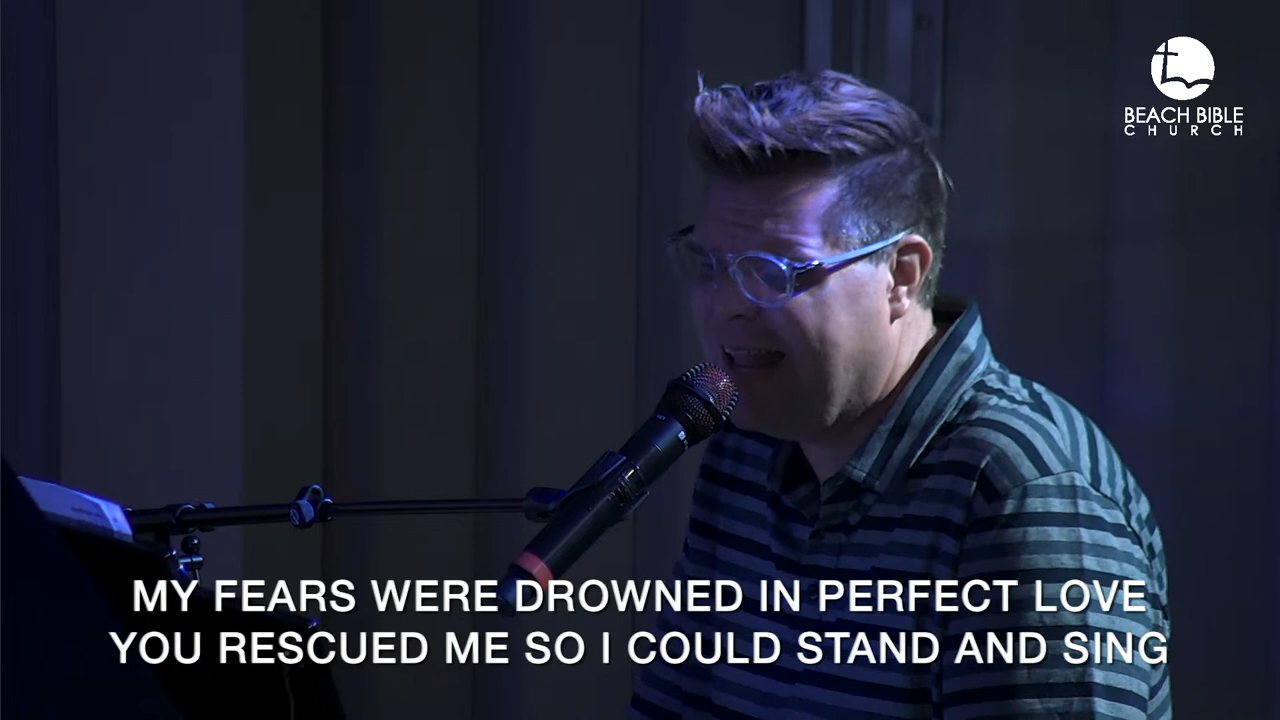 BEACH BIBLE
CHURCH
MY FEARS WERE DROWNED IN PERFECT LOVE
YOU RESCUED ME SO I COULD STAND AND SING